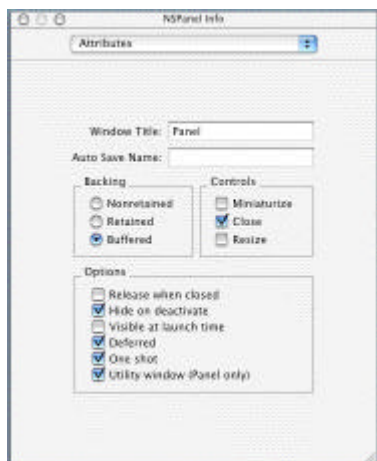 NSPanel Info
Attributes
Window Title: Panel
Auto Save Name:
Backing
Nonretained
Retained
Buffered
Controls
Miniaturize
Close
Resize
Options
Release when closed
Hide on deactivate
Visible at launch time
Deferred
One shot
Utility window (Panel only)